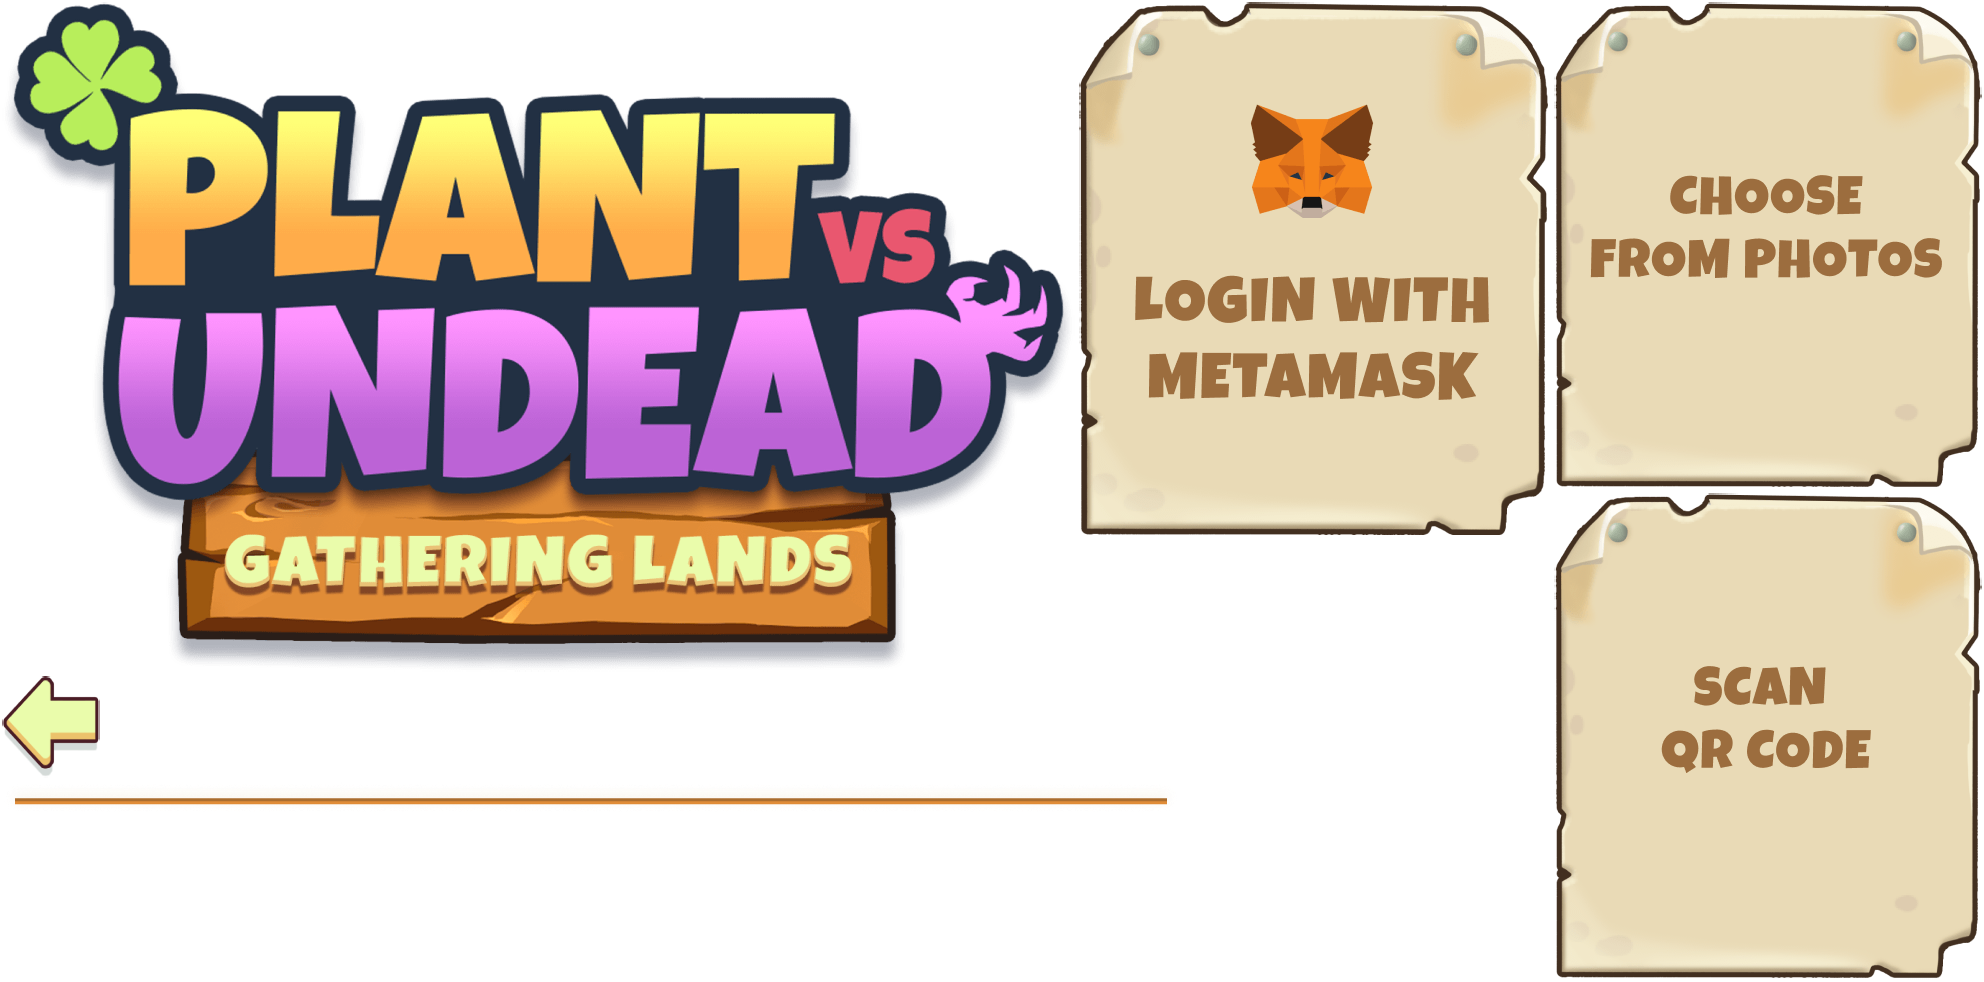 PLANT
VS
UNDEAD
GATHERING LANDS
LOGIN WITH
METAMASK
CHOOSE
FROM PHOTOS
SCAN
QR CODE